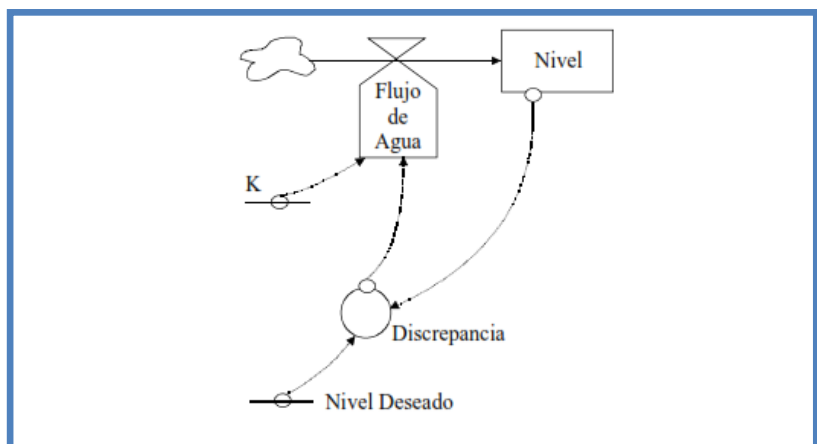 Nivel
Flujo
de
Agua
K
Discrepancia
Nivel Deseado